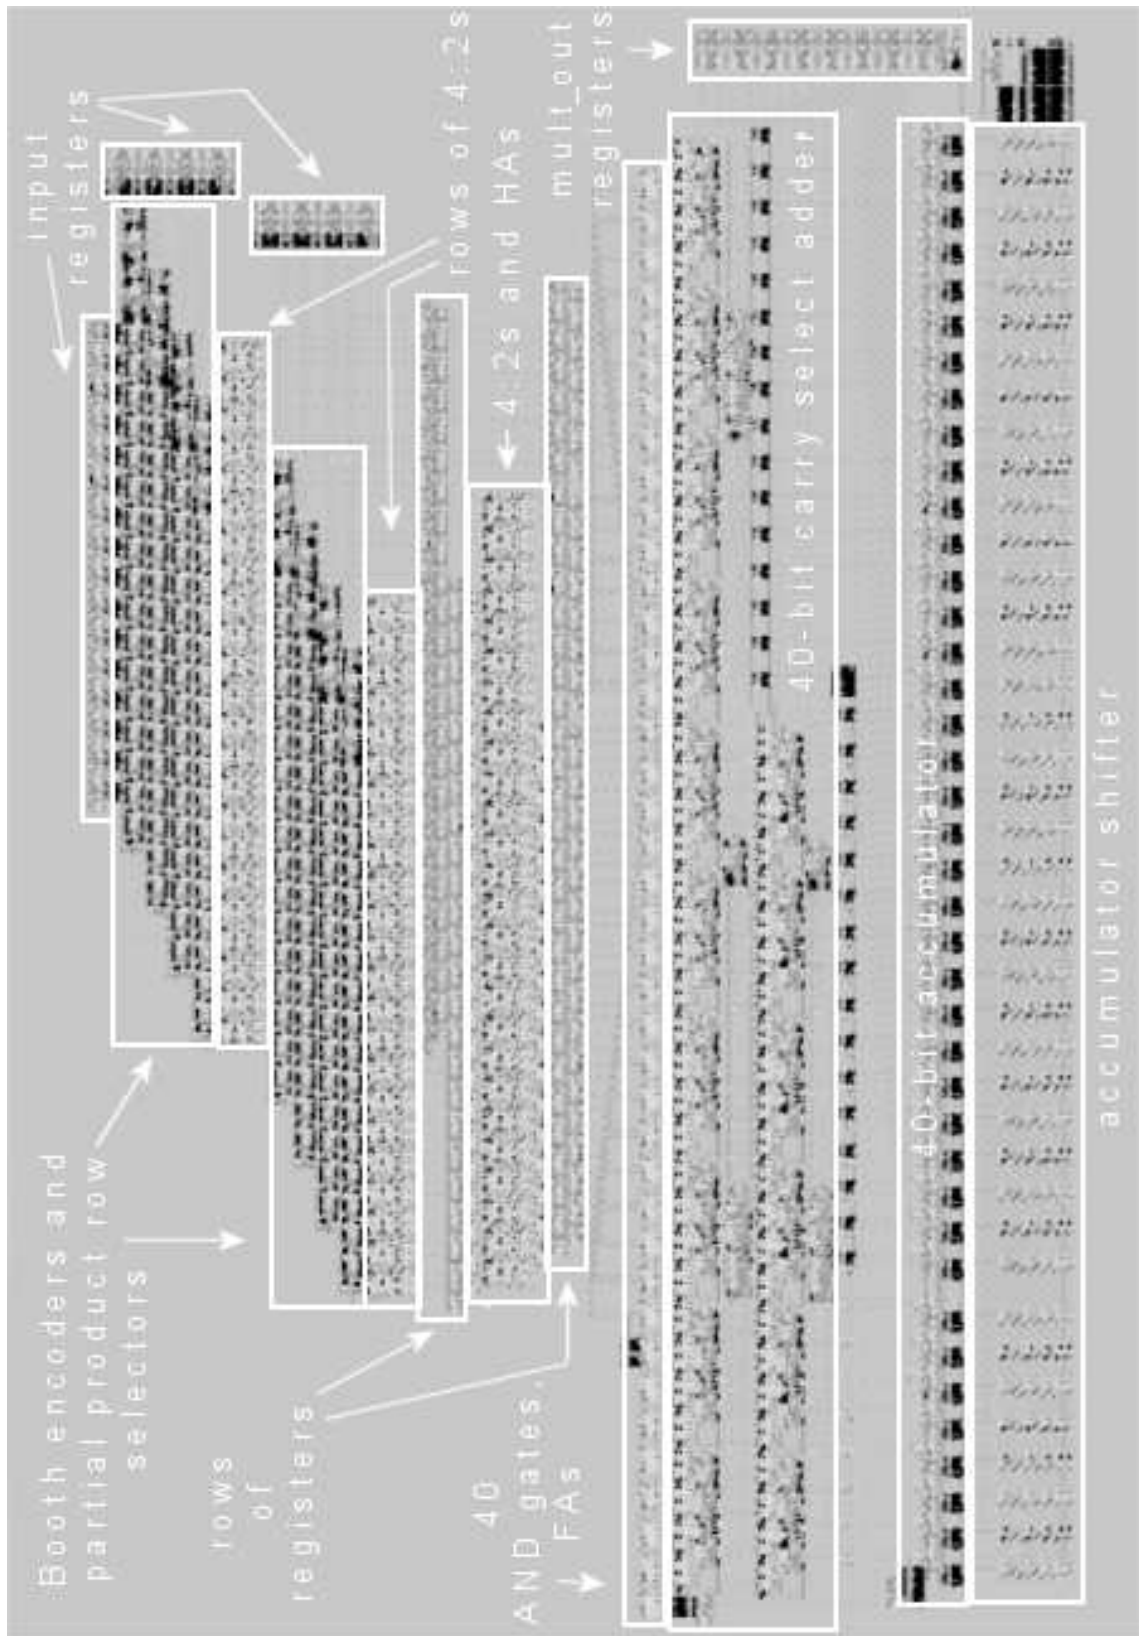 Booth encoders and
partial product row
selectors
rows
of
registers
40
AND gates,
FAs
input
registers
rows of 4:2s
4:2s and HAs
mult_out
registers
40-bit carry select adder
40-bit accumulator
accumulator shifter